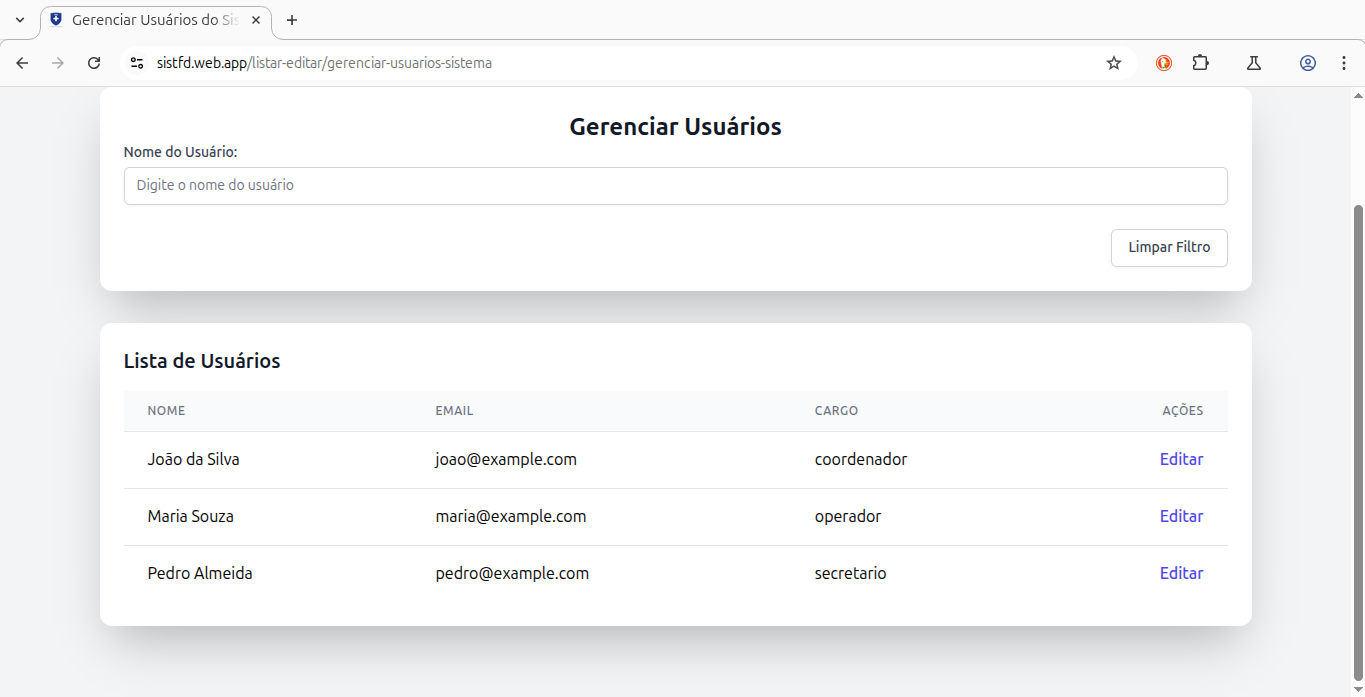 Gerenciar Usuários do Sis
sistfd.web.app/listar-editar/gerenciar-usuarios-sistema
Gerenciar Usuários
Nome do Usuário:
Digite o nome do usuário
Limpar Filtro
Lista de Usuários
NOME EMAIL CARGO AÇÕES
João da Silva joao@example.com coordenador Editar
Maria Souza maria@example.com operador Editar
Pedro Almeida pedro@example.com secretario Editar